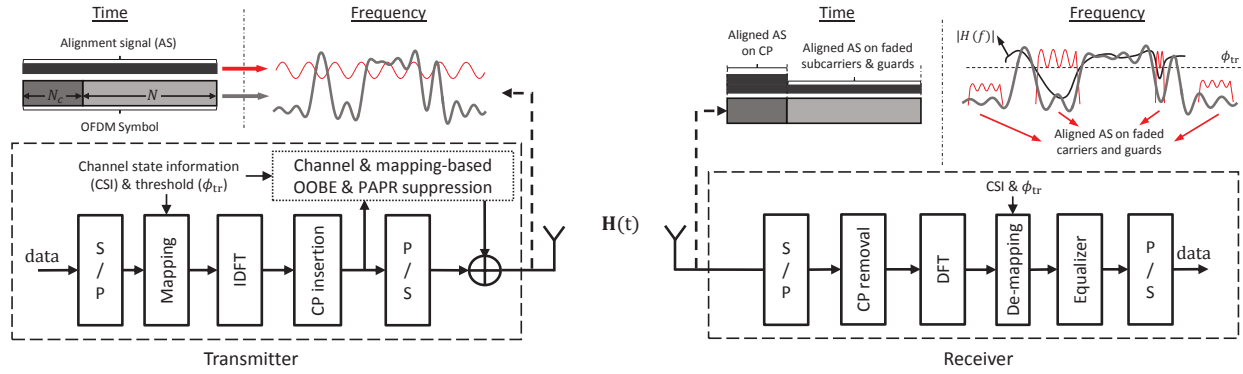 Time
Frequency
Alignment signal (AS)
N_c
N
OFDM Symbol
Channel state information
(CSI) & threshold (ϕ_tr)
Channel & mapping-based
OOBE & PAPR suppression
data
S
/
P
Mapping
IDFT
CP insertion
P
/
S
Transmitter
H(t)
Time
Frequency
Aligned AS
on CP
Aligned AS on faded
subcarriers & guards
|H(f)|
ϕ_tr
Aligned AS on faded
carriers and guards
CSI & ϕ_tr
S
/
P
CP removal
DFT
De-mapping
Equalizer
P
/
S
data
Receiver